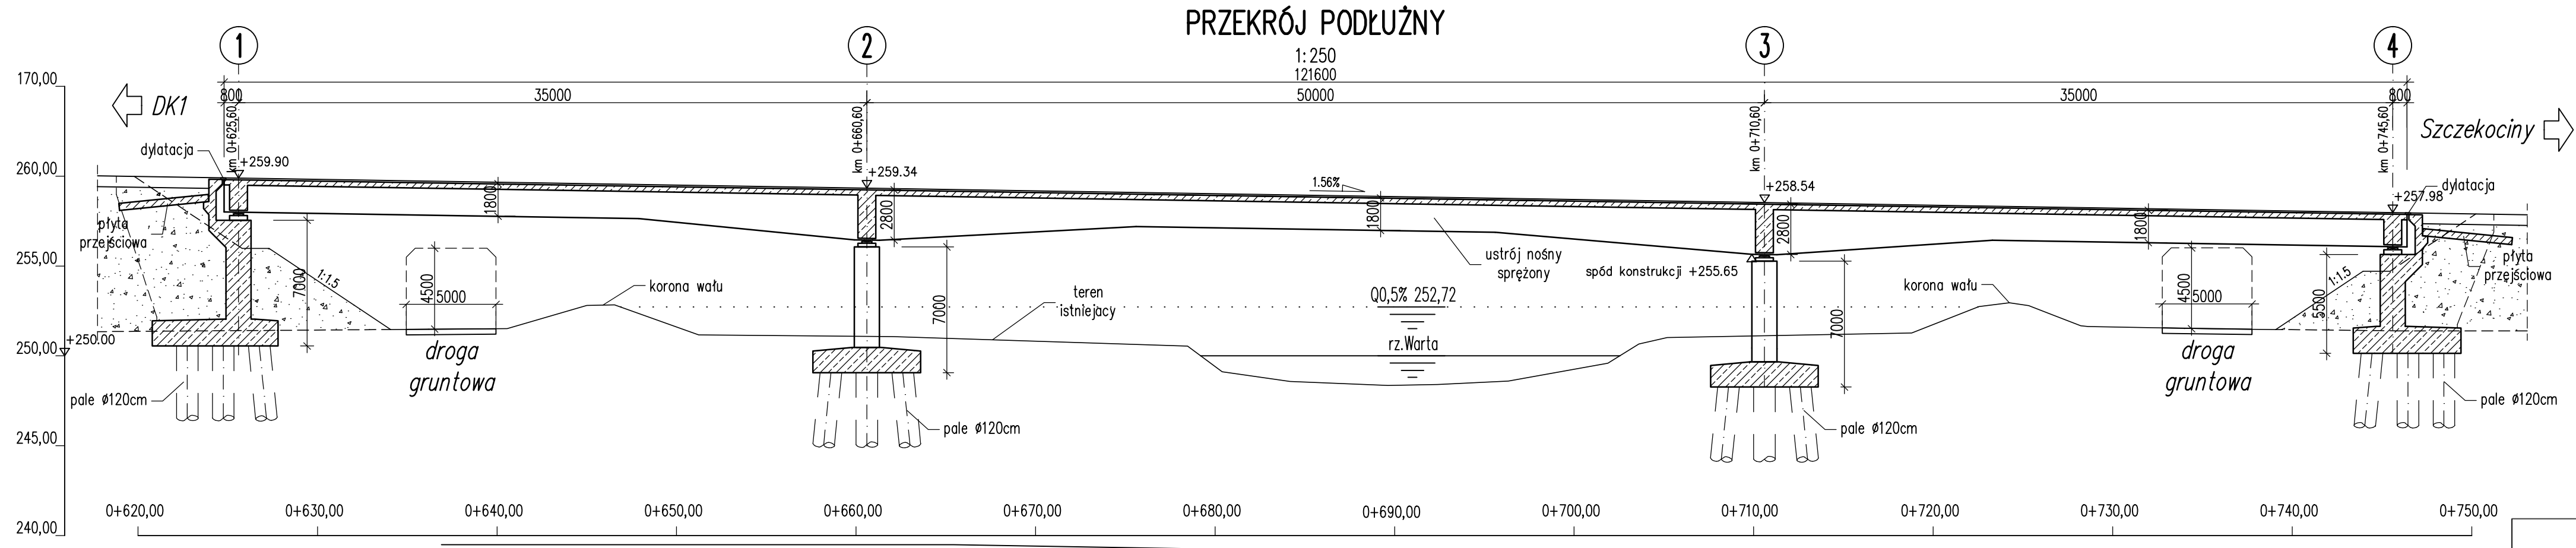 PRZEKRÓJ PODŁUŻNY
1:250
1
2
3
4
121600
800
35000
50000
35000
800
DK1
Szczekociny
km 0+625,60
km 0+660,60
km 0+710,60
km 0+745,60
170,00
260,00
255,00
250,00
245,00
240,00
+250.00
dylatacja
+259.90
+259.34
1.56%
+258.54
+257.98
dylatacja
1800
2800
1800
2800
1800
płyta
przejściowa
płyta
przejściowa
ustrój nośny
sprężony
spód konstrukcji +255.65
7000
1:1.5
4500
5000
korona wału
7000
teren
istniejacy
Q0,5% 252,72
rz.Warta
7000
korona wału
4500
5000
1:1.5
5500
droga
gruntowa
droga
gruntowa
pale Ø120cm
pale Ø120cm
pale Ø120cm
pale Ø120cm
0+620,00
0+630,00
0+640,00
0+650,00
0+660,00
0+670,00
0+680,00
0+690,00
0+700,00
0+710,00
0+720,00
0+730,00
0+740,00
0+750,00